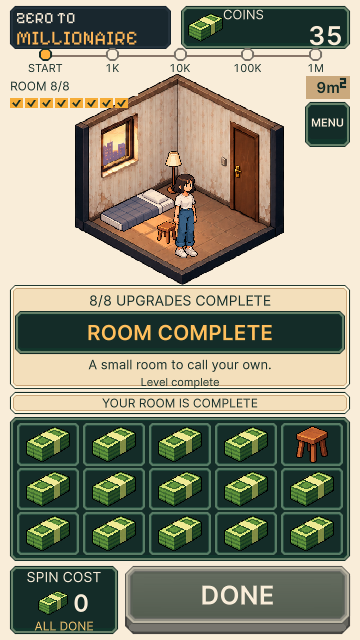 ZERO TO
MILLIONAIRE
COINS
35
START
1K
10K
100K
1M
ROOM 8/8
9m²
MENU
8/8 UPGRADES COMPLETE
ROOM COMPLETE
A small room to call your own.
Level complete
YOUR ROOM IS COMPLETE
SPIN COST
0
ALL DONE
DONE